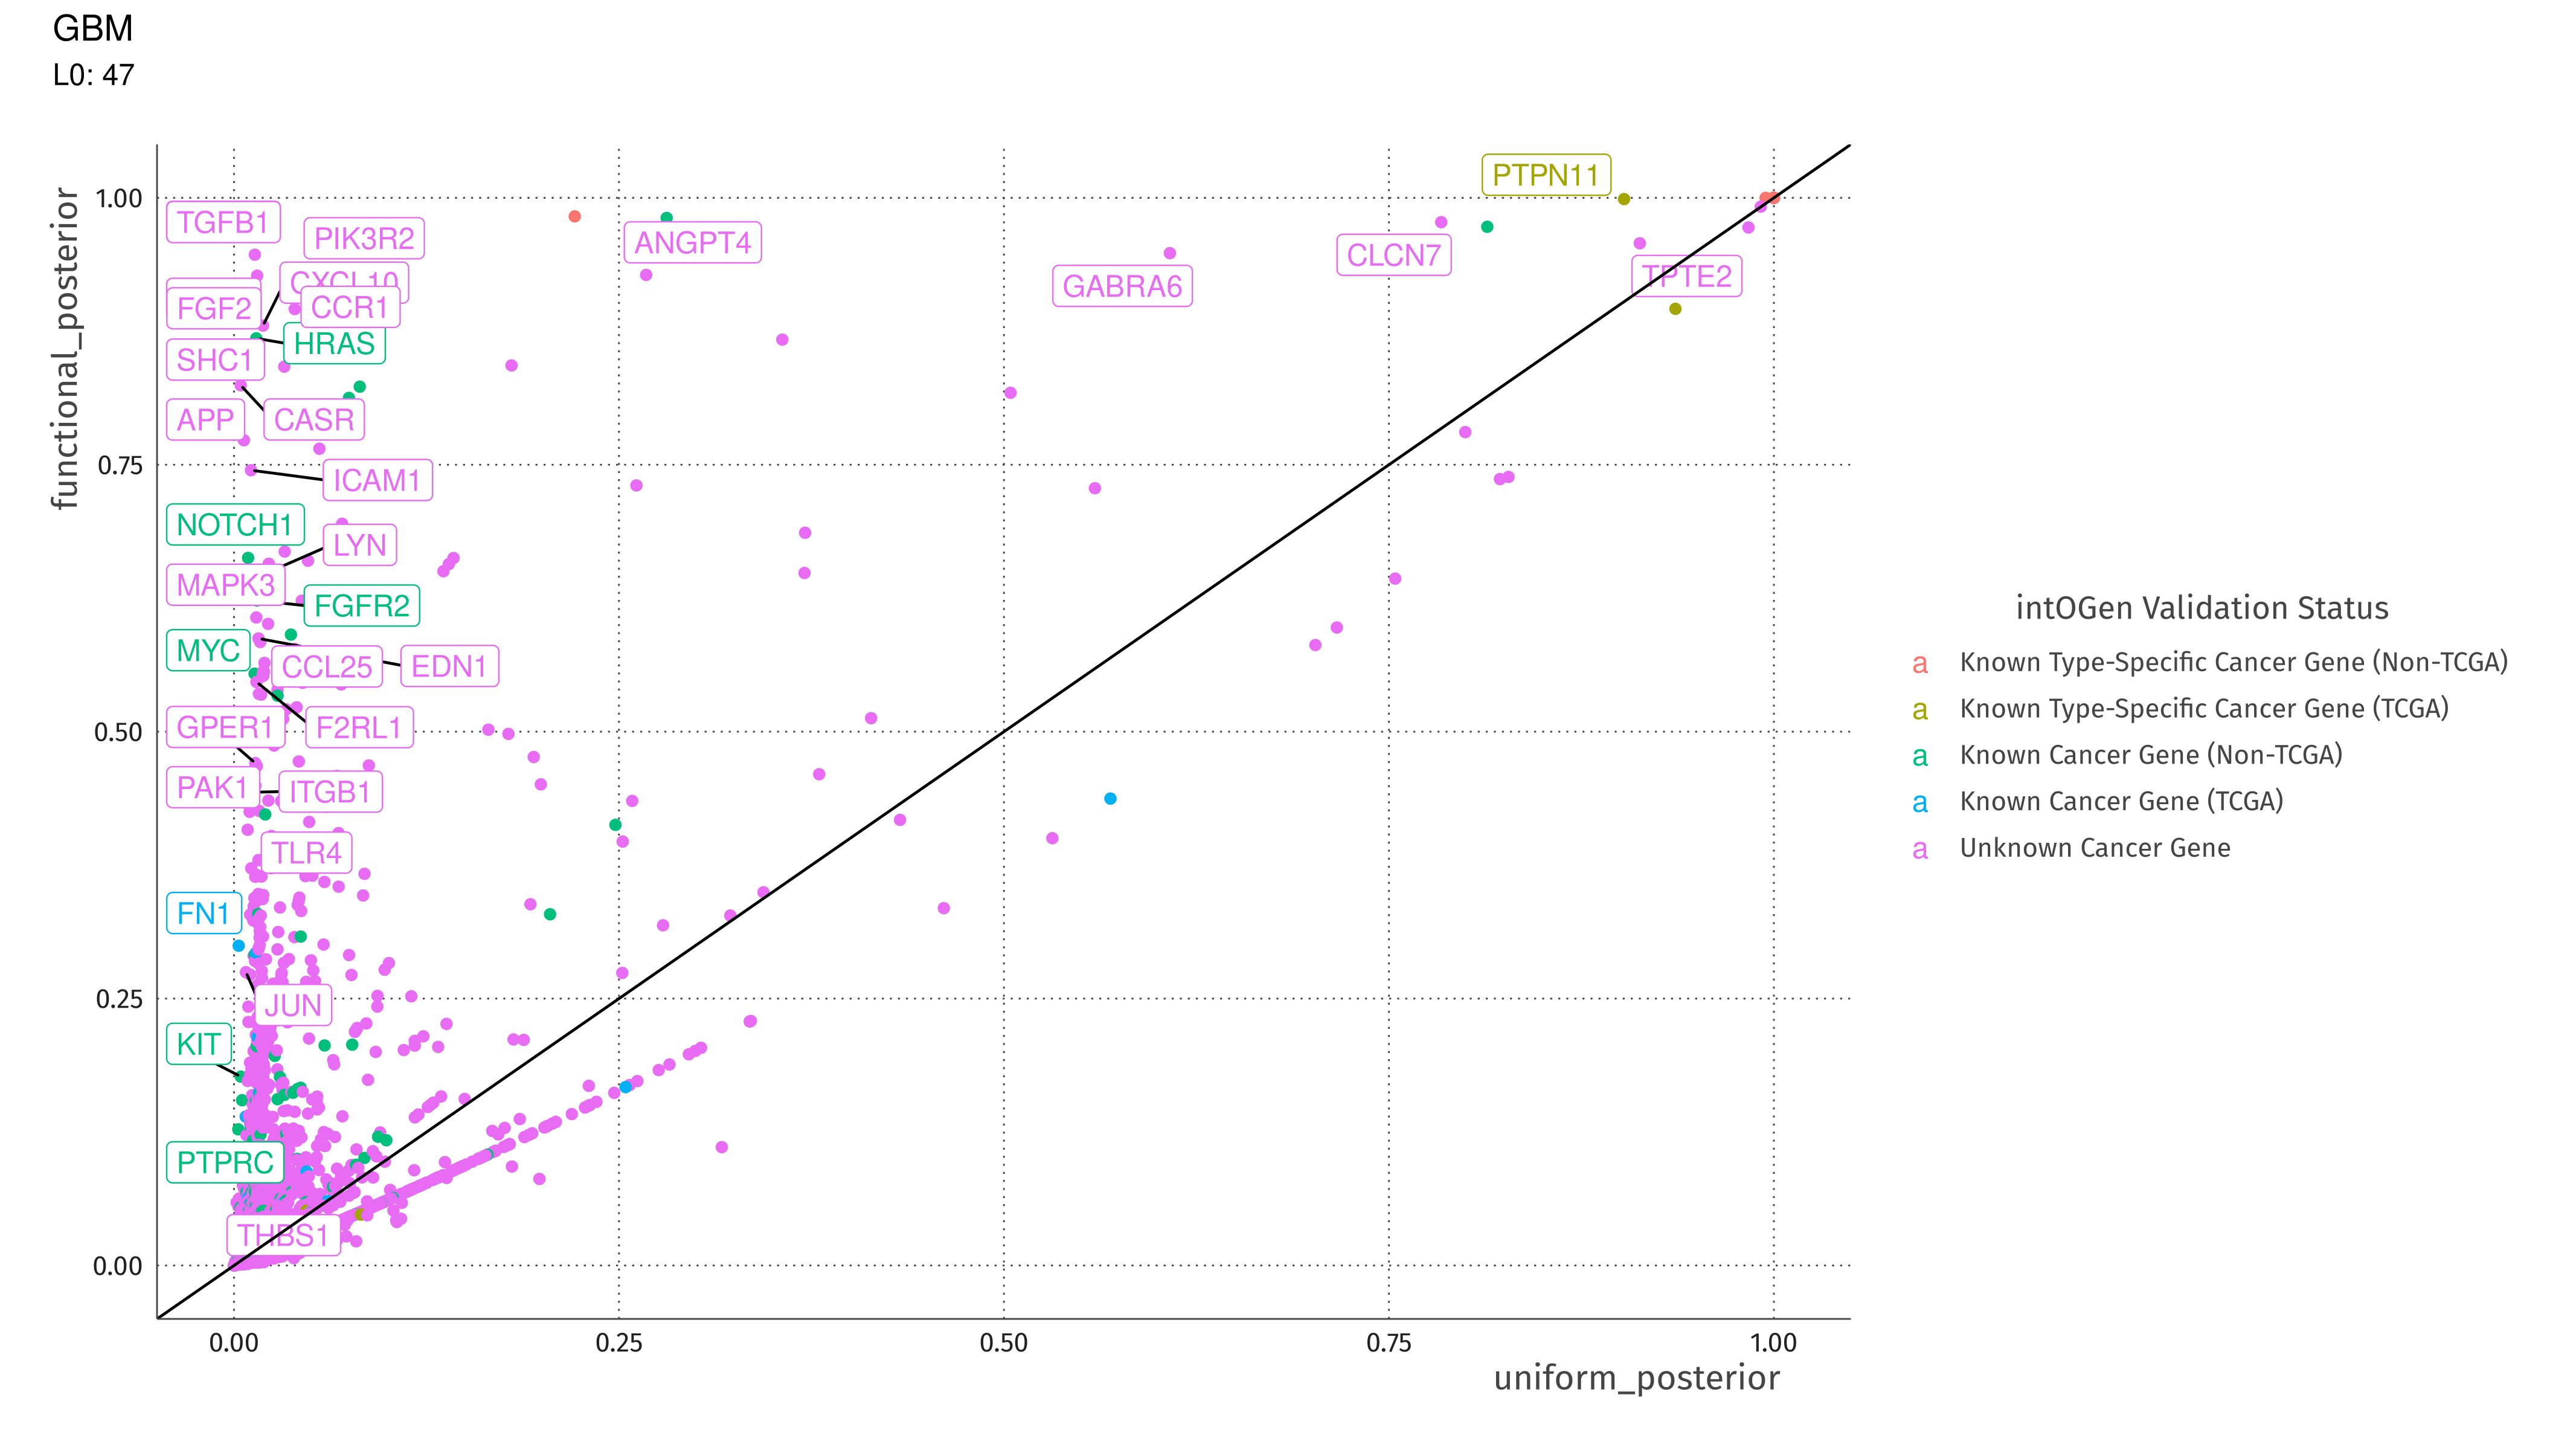 GBM
L0: 47
functional_posterior
1.00
0.75
0.50
0.25
0.00
TGFB1
PIK3R2
CXCL10
FGF2
CCR1
HRAS
SHC1
APP
CASR
ICAM1
NOTCH1
LYN
MAPK3
FGFR2
MYC
CCL25
EDN1
GPER1
F2RL1
PAK1
ITGB1
TLR4
FN1
JUN
KIT
PTPRC
THBS1
ANGPT4
GABRA6
CLCN7
PTPN11
TPTE2
0.00
0.25
0.50
0.75
1.00
uniform_posterior
intOGen Validation Status
a Known Type-Specific Cancer Gene (Non-TCGA)
a Known Type-Specific Cancer Gene (TCGA)
a Known Cancer Gene (Non-TCGA)
a Known Cancer Gene (TCGA)
a Unknown Cancer Gene